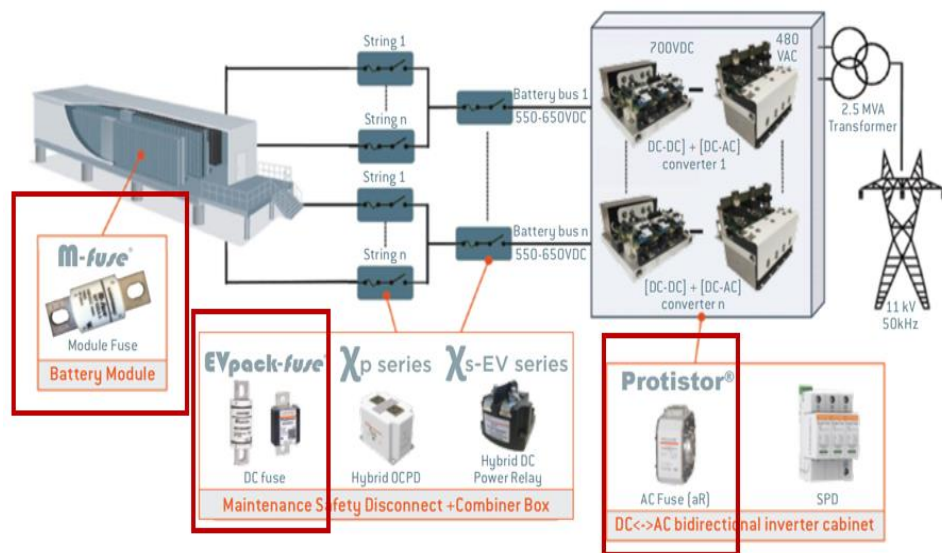 String 1
String n
String 1
String n
Battery bus 1
550-650VDC
Battery bus n
550-650VDC
700VDC
480
VAC
[DC-DC] + [DC-AC]
converter 1
[DC-DC] + [DC-AC]
converter n
2.5 MVA
Transformer
11 kV
50kHz
M-fuse®
Module Fuse
Battery Module
EVpack-fuse®
DC fuse
Xp series
Hybrid OCPD
Xs-EV series
Hybrid DC
Power Relay
Maintenance Safety Disconnect +Combiner Box
Protistor®
AC Fuse (aR)
SPD
DC<->AC bidirectional inverter cabinet